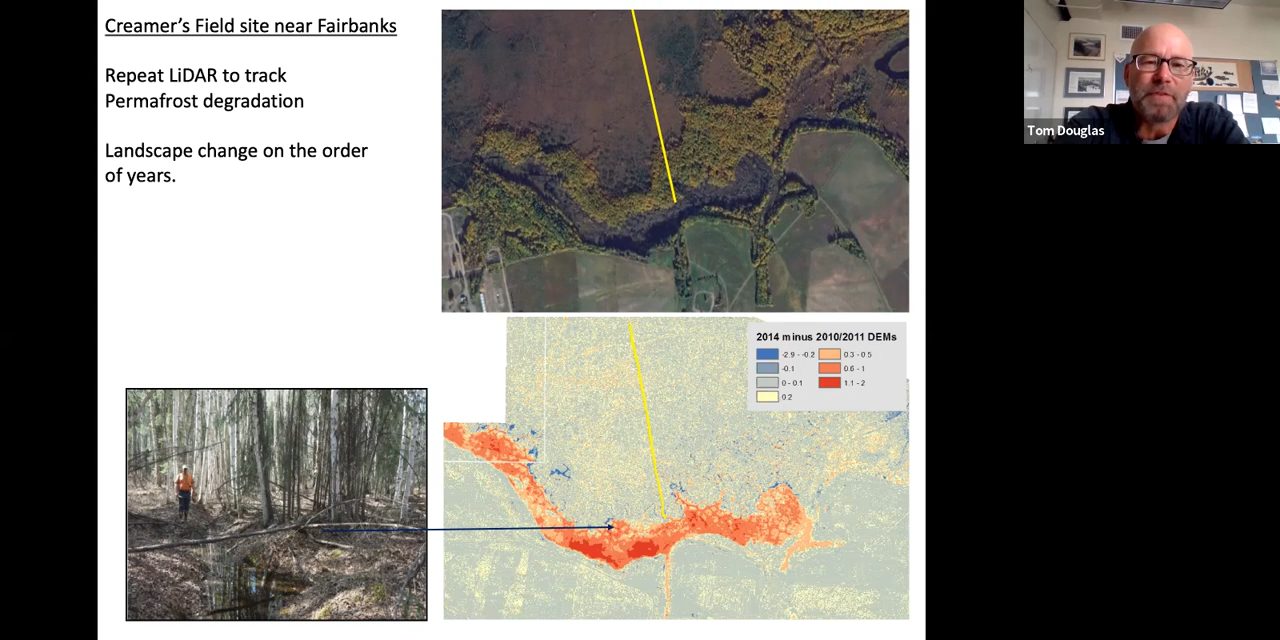 Creamer’s Field site near Fairbanks
Repeat LiDAR to track
Permafrost degradation
Landscape change on the order
of years.
2014 minus 2010/2011 DEMs
-2.9 - -0.2
0.3 - 0.5
-0.1
0.6 - 1
0 - 0.1
1.1 - 2
0.2
Tom Douglas